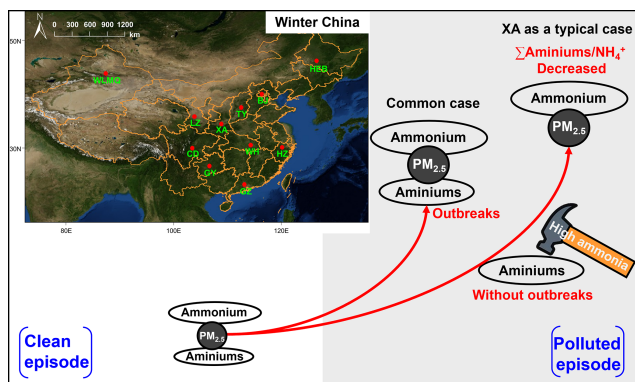 Winter China
N
0 300 600 900 1200
km
50N
30N
80E
100E
120E
WLMQ
HEB
BJ
TY
LZ
XA
CD
WH
HZ
GY
GZ
XA as a typical case
∑Aminiums/NH₄⁺
Decreased
Ammonium
PM₂.₅
Common case
Ammonium
PM₂.₅
Aminiums
Outbreaks
High ammonia
Aminiums
Without outbreaks
Ammonium
PM₂.₅
Aminiums
Clean
episode
Polluted
episode